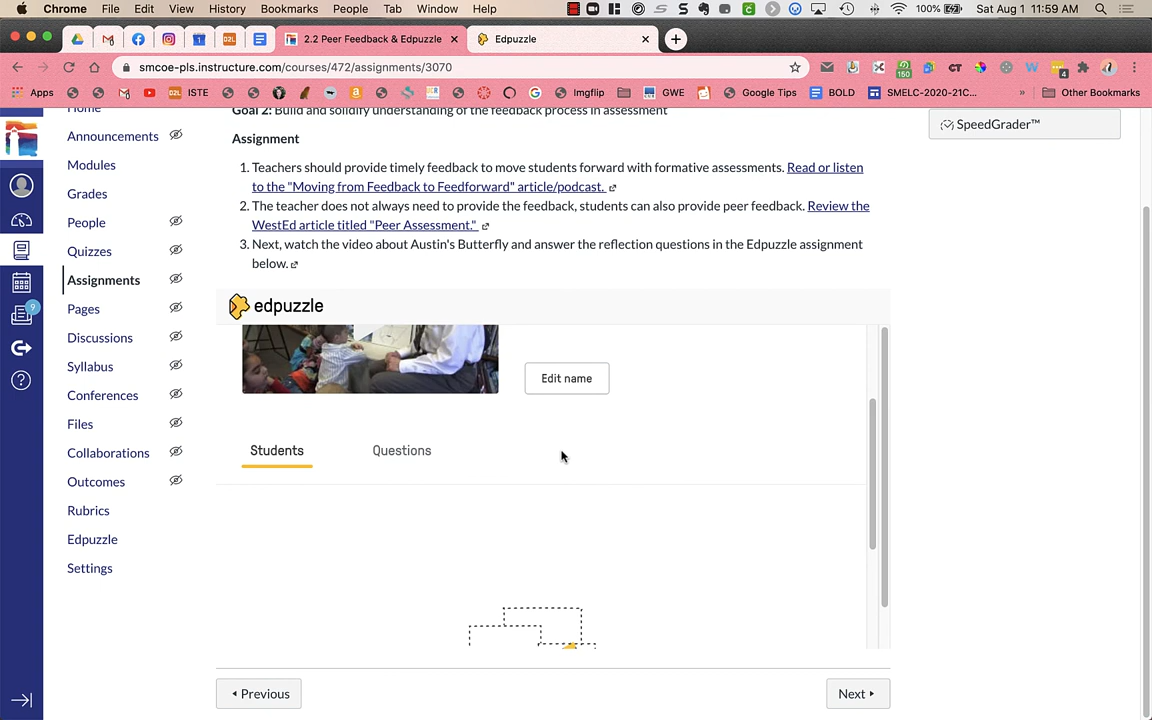 Chrome File Edit View History Bookmarks People Tab Window Help 100% Sat Aug 1 11:59 AM
2.2 Peer Feedback & Edpuzzle Edpuzzle
smcoe-pls.instructure.com/courses/472/assignments/3070
Apps ISTE Imgflip GWE Google Tips BOLD SMELC-2020-21C... » Other Bookmarks
Home
Announcements
Modules
Grades
People
Quizzes
Assignments
Pages
Discussions
Syllabus
Conferences
Files
Collaborations
Outcomes
Rubrics
Edpuzzle
Settings
9
Goal 2: Build and solidify understanding of the feedback process in assessment
Assignment
1. Teachers should provide timely feedback to move students forward with formative assessments. Read or listen
to the "Moving from Feedback to Feedforward" article/podcast.
2. The teacher does not always need to provide the feedback, students can also provide peer feedback. Review the
WestEd article titled "Peer Assessment."
3. Next, watch the video about Austin's Butterfly and answer the reflection questions in the Edpuzzle assignment
below.
edpuzzle
Edit name
Students Questions
Previous Next
SpeedGrader™